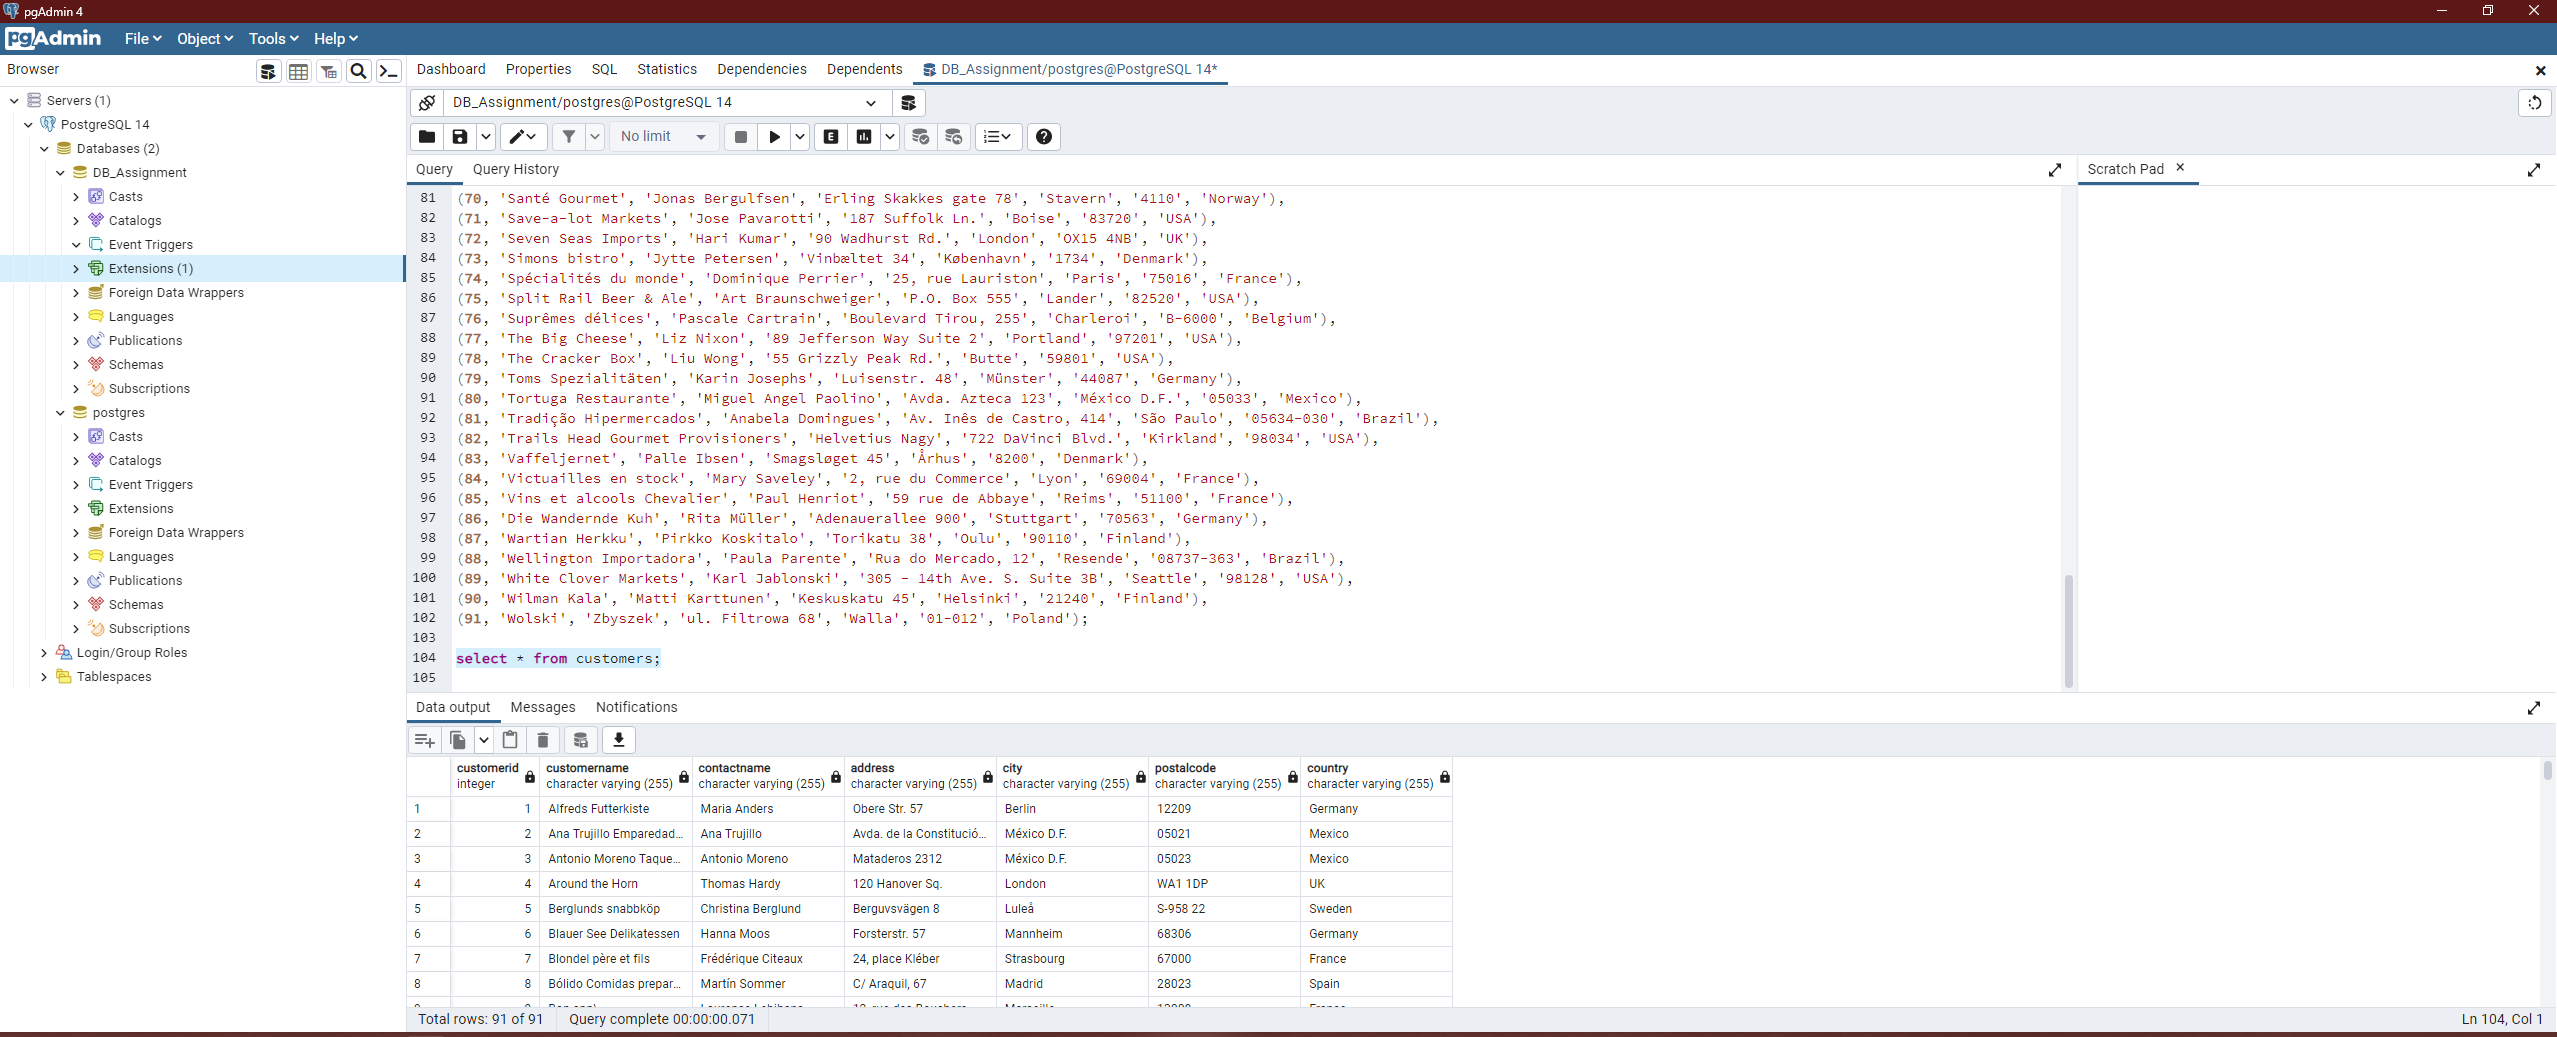 pgAdmin 4
pgAdmin File Object Tools Help
Browser
Servers (1)
PostgreSQL 14
Databases (2)
DB_Assignment
Casts
Catalogs
Event Triggers
Extensions (1)
Foreign Data Wrappers
Languages
Publications
Schemas
Subscriptions
postgres
Casts
Catalogs
Event Triggers
Extensions
Foreign Data Wrappers
Languages
Publications
Schemas
Subscriptions
Login/Group Roles
Tablespaces
Dashboard Properties SQL Statistics Dependencies Dependents DB_Assignment/postgres@PostgreSQL 14*
DB_Assignment/postgres@PostgreSQL 14
No limit
E
Query Query History
Scratch Pad
81 (70, 'Santé Gourmet', 'Jonas Bergulfsen', 'Erling Skakkes gate 78', 'Stavern', '4110', 'Norway'),
82 (71, 'Save-a-lot Markets', 'Jose Pavarotti', '187 Suffolk Ln.', 'Boise', '83720', 'USA'),
83 (72, 'Seven Seas Imports', 'Hari Kumar', '90 Wadhurst Rd.', 'London', 'OX15 4NB', 'UK'),
84 (73, 'Simons bistro', 'Jytte Petersen', 'Vinbæltet 34', 'København', '1734', 'Denmark'),
85 (74, 'Spécialités du monde', 'Dominique Perrier', '25, rue Lauriston', 'Paris', '75016', 'France'),
86 (75, 'Split Rail Beer & Ale', 'Art Braunschweiger', 'P.O. Box 555', 'Lander', '82520', 'USA'),
87 (76, 'Suprêmes délices', 'Pascale Cartrain', 'Boulevard Tirou, 255', 'Charleroi', 'B-6000', 'Belgium'),
88 (77, 'The Big Cheese', 'Liz Nixon', '89 Jefferson Way Suite 2', 'Portland', '97201', 'USA'),
89 (78, 'The Cracker Box', 'Liu Wong', '55 Grizzly Peak Rd.', 'Butte', '59801', 'USA'),
90 (79, 'Toms Spezialitäten', 'Karin Josephs', 'Luisenstr. 48', 'Münster', '44087', 'Germany'),
91 (80, 'Tortuga Restaurante', 'Miguel Angel Paolino', 'Avda. Azteca 123', 'México D.F.', '05033', 'Mexico'),
92 (81, 'Tradição Hipermercados', 'Anabela Domingues', 'Av. Inês de Castro, 414', 'São Paulo', '05634-030', 'Brazil'),
93 (82, 'Trails Head Gourmet Provisioners', 'Helvetius Nagy', '722 DaVinci Blvd.', 'Kirkland', '98034', 'USA'),
94 (83, 'Vaffeljernet', 'Palle Ibsen', 'Smagsløget 45', 'Århus', '8200', 'Denmark'),
95 (84, 'Victuailles en stock', 'Mary Saveley', '2, rue du Commerce', 'Lyon', '69004', 'France'),
96 (85, 'Vins et alcools Chevalier', 'Paul Henriot', '59 rue de Abbaye', 'Reims', '51100', 'France'),
97 (86, 'Die Wandernde Kuh', 'Rita Müller', 'Adenauerallee 900', 'Stuttgart', '70563', 'Germany'),
98 (87, 'Wartian Herkku', 'Pirkko Koskitalo', 'Torikatu 38', 'Oulu', '90110', 'Finland'),
99 (88, 'Wellington Importadora', 'Paula Parente', 'Rua do Mercado, 12', 'Resende', '08737-363', 'Brazil'),
100 (89, 'White Clover Markets', 'Karl Jablonski', '305 - 14th Ave. S. Suite 3B', 'Seattle', '98128', 'USA'),
101 (90, 'Wilman Kala', 'Matti Karttunen', 'Keskuskatu 45', 'Helsinki', '21240', 'Finland'),
102 (91, 'Wolski', 'Zbyszek', 'ul. Filtrowa 68', 'Walla', '01-012', 'Poland');
103
104 select * from customers;
105
Data output Messages Notifications
customerid customername contactname address city postalcode country
integer character varying (255) character varying (255) character varying (255) character varying (255) character varying (255) character varying (255)
1 1 Alfreds Futterkiste Maria Anders Obere Str. 57 Berlin 12209 Germany
2 2 Ana Trujillo Emparedad... Ana Trujillo Avda. de la Constitució... México D.F. 05021 Mexico
3 3 Antonio Moreno Taque... Antonio Moreno Mataderos 2312 México D.F. 05023 Mexico
4 4 Around the Horn Thomas Hardy 120 Hanover Sq. London WA1 1DP UK
5 5 Berglunds snabbköp Christina Berglund Berguvsvägen 8 Luleå S-958 22 Sweden
6 6 Blauer See Delikatessen Hanna Moos Forsterstr. 57 Mannheim 68306 Germany
7 7 Blondel père et fils Frédérique Citeaux 24, place Kléber Strasbourg 67000 France
8 8 Bólido Comidas prepar... Martín Sommer C/ Araquil, 67 Madrid 28023 Spain
Total rows: 91 of 91 Query complete 00:00:00.071 Ln 104, Col 1